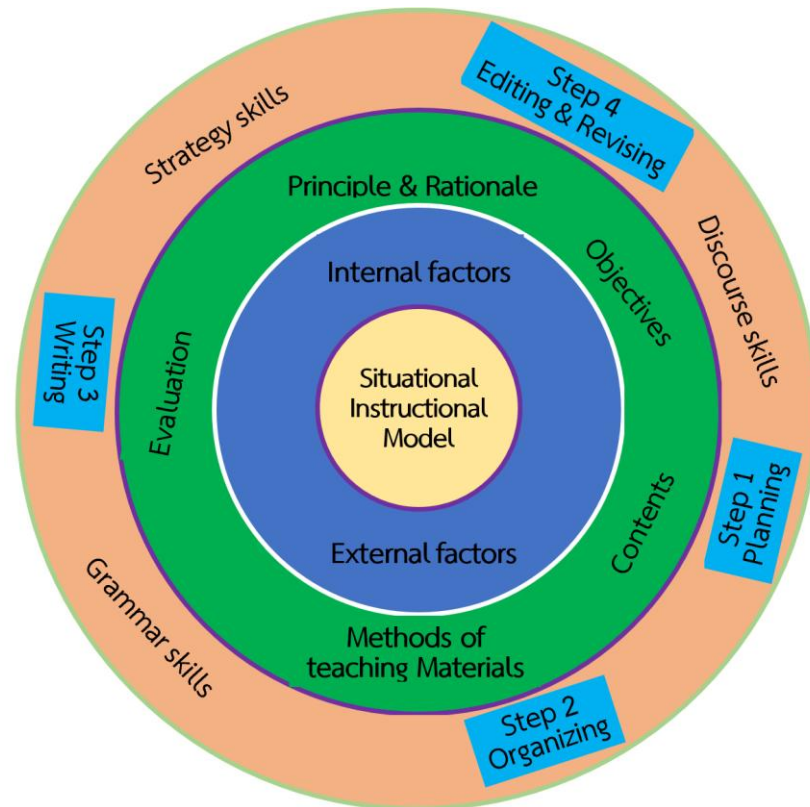 Step 4
Editing & Revising
Strategy skills
Principle & Rationale
Discourse skills
Objectives
Internal factors
Step 3
Writing
Evaluation
Situational
Instructional
Model
Step 1
Planning
Contents
External factors
Grammar skills
Methods of
teaching Materials
Step 2
Organizing